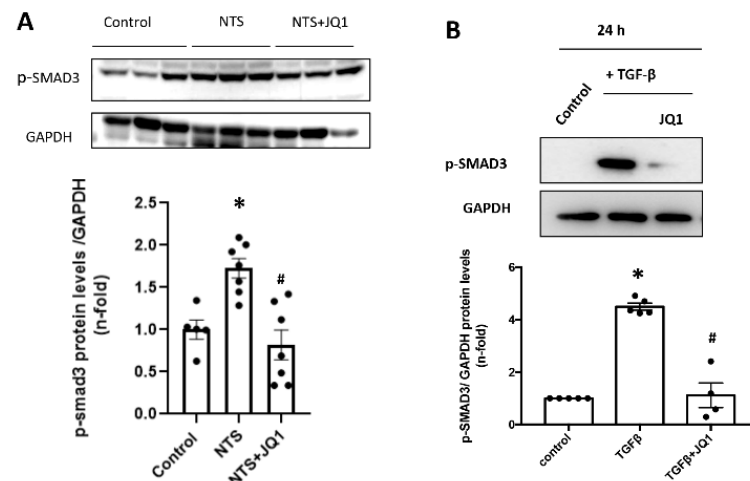 A
Control NTS NTS+JQ1
p-SMAD3
GAPDH
p-smad3 protein levels /GAPDH
(n-fold)
2.5
2.0
1.5
1.0
0.5
0.0
*
#
Control
NTS
NTS+JQ1
B
24 h
Control
+ TGF-β
JQ1
p-SMAD3
GAPDH
p-SMAD3/ GAPDH protein levels
(n-fold)
6
4
2
0
*
#
control
TGFβ
TGFβ+JQ1